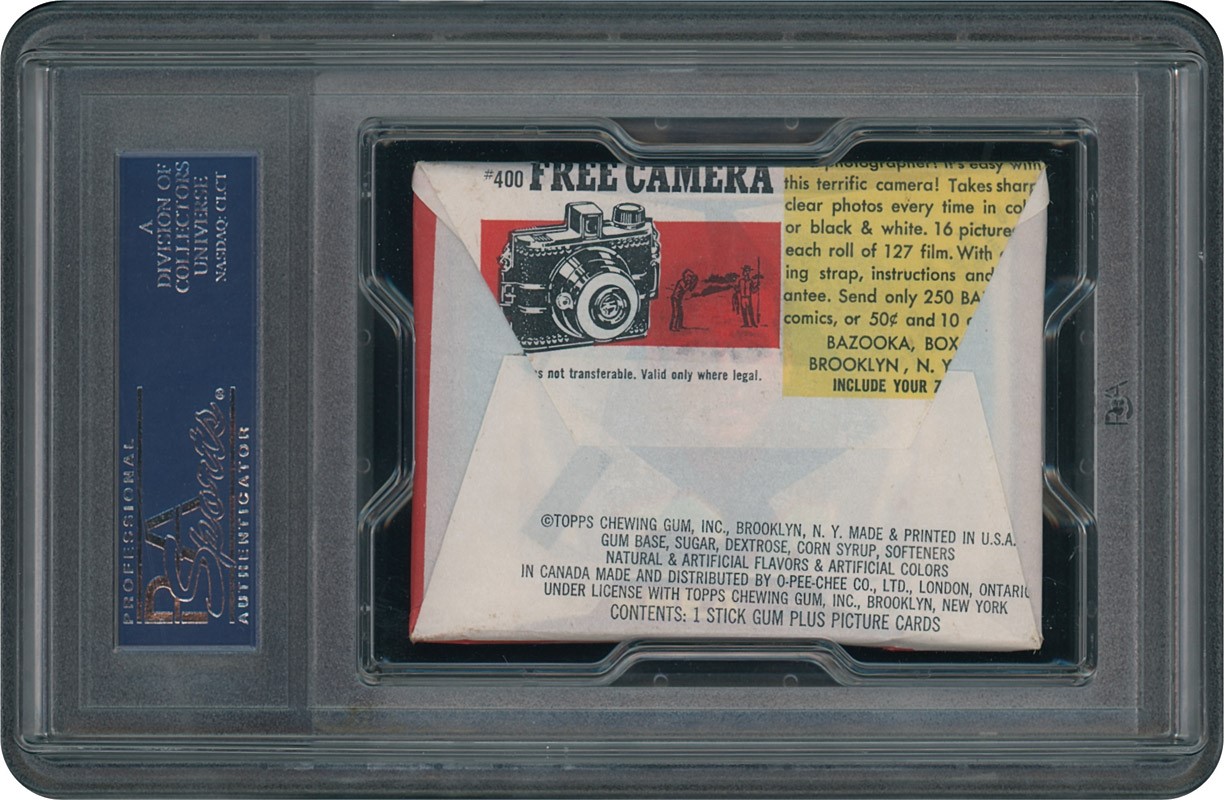 A
DIVISION OF
COLLECTORS
UNIVERSE
NASDAQ: CLCT
PROFESSIONAL
PSA
Sports®
AUTHENTICATOR
#400 FREE CAMERA
it's easy with
this terrific camera! Takes sharp
clear photos every time in
or black & white. 16 pictures
each roll of 127 film. With
ing strap, instructions and
antee. Send only 250
comics, or 50¢ and 10
BAZOOKA, BOX
BROOKLYN, N. Y
INCLUDE YOUR
not transferable. Valid only where legal.
©TOPPS CHEWING GUM, INC., BROOKLYN, N. Y. MADE & PRINTED IN U.S.A.
GUM BASE, SUGAR, DEXTROSE, CORN SYRUP, SOFTENERS
NATURAL & ARTIFICIAL FLAVORS & ARTIFICIAL COLORS
IN CANADA MADE AND DISTRIBUTED BY O-PEE-CHEE CO., LTD., LONDON, ONTARIO
UNDER LICENSE WITH TOPPS CHEWING GUM, INC., BROOKLYN, NEW YORK
CONTENTS: 1 STICK GUM PLUS PICTURE CARDS
PSA